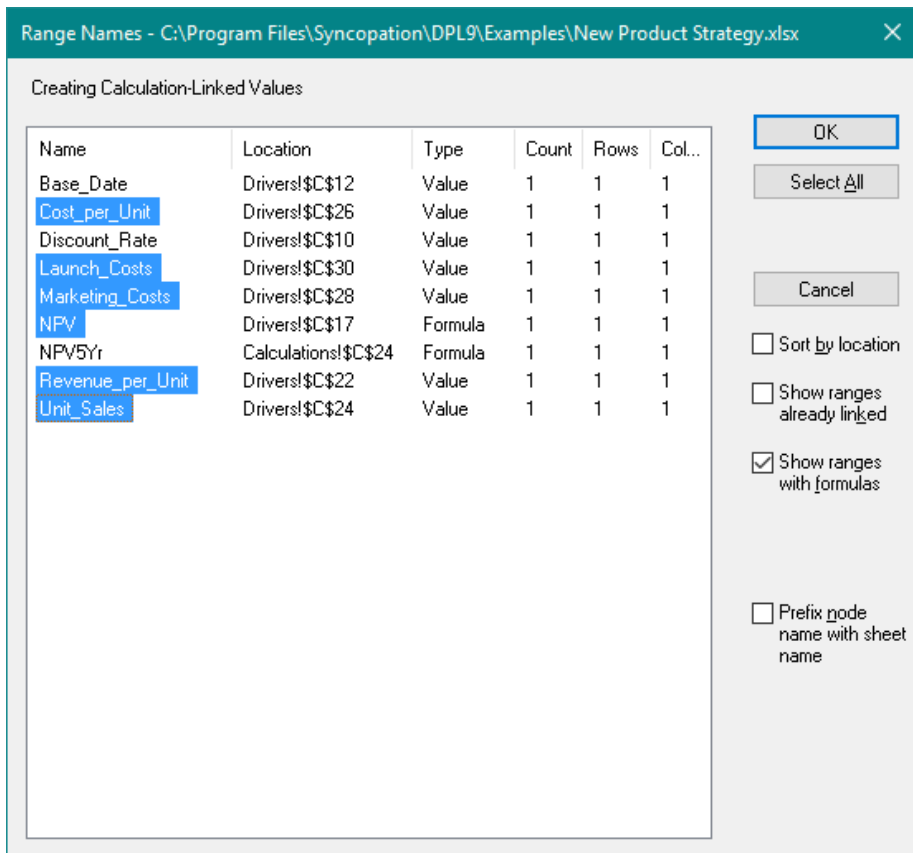 Range Names - C:\Program Files\Syncopation\DPL9\Examples\New Product Strategy.xlsx
Creating Calculation-Linked Values
Name Location Type Count Rows Col...
Base_Date Drivers!$C$12 Value 1 1 1
Cost_per_Unit Drivers!$C$26 Value 1 1 1
Discount_Rate Drivers!$C$10 Value 1 1 1
Launch_Costs Drivers!$C$30 Value 1 1 1
Marketing_Costs Drivers!$C$28 Value 1 1 1
NPV Drivers!$C$17 Formula 1 1 1
NPV5Yr Calculations!$C$24 Formula 1 1 1
Revenue_per_Unit Drivers!$C$22 Value 1 1 1
Unit_Sales Drivers!$C$24 Value 1 1 1
OK
Select All
Cancel
Sort by location
Show ranges
already linked
Show ranges
with formulas
Prefix node
name with sheet
name